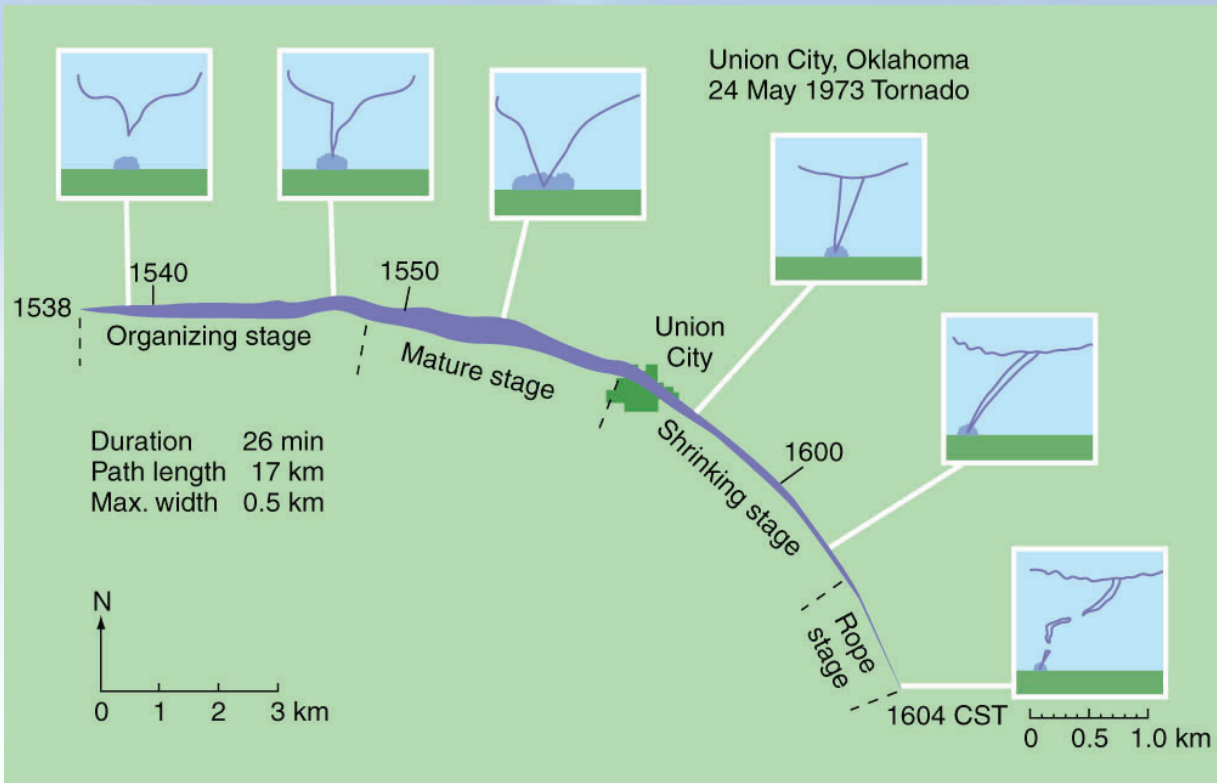 Union City, Oklahoma
24 May 1973 Tornado
1538
1540
1550
Organizing stage
Mature stage
Union
City
Shrinking stage
1600
Duration 26 min
Path length 17 km
Max. width 0.5 km
Rope
stage
N
0 1 2 3 km
1604 CST
0 0.5 1.0 km